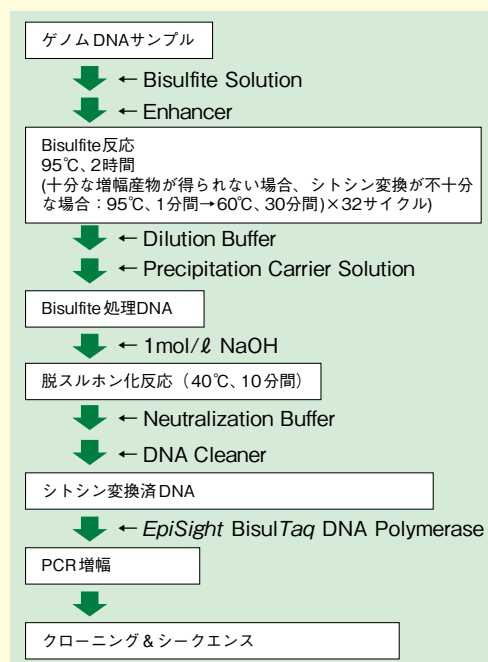 ゲノムDNAサンプル
← Bisulfite Solution
← Enhancer
Bisulfite反応
95℃、2時間
(十分な増幅産物が得られない場合、シトシン変換が不十分
な場合：95℃、1分間→60℃、30分間)×32サイクル)
← Dilution Buffer
← Precipitation Carrier Solution
Bisulfite処理DNA
← 1mol/ℓ NaOH
脱スルホン化反応（40℃、10分間）
← Neutralization Buffer
← DNA Cleaner
シトシン変換済DNA
← EpiSight BisulTaq DNA Polymerase
PCR増幅
クローニング&シークエンス